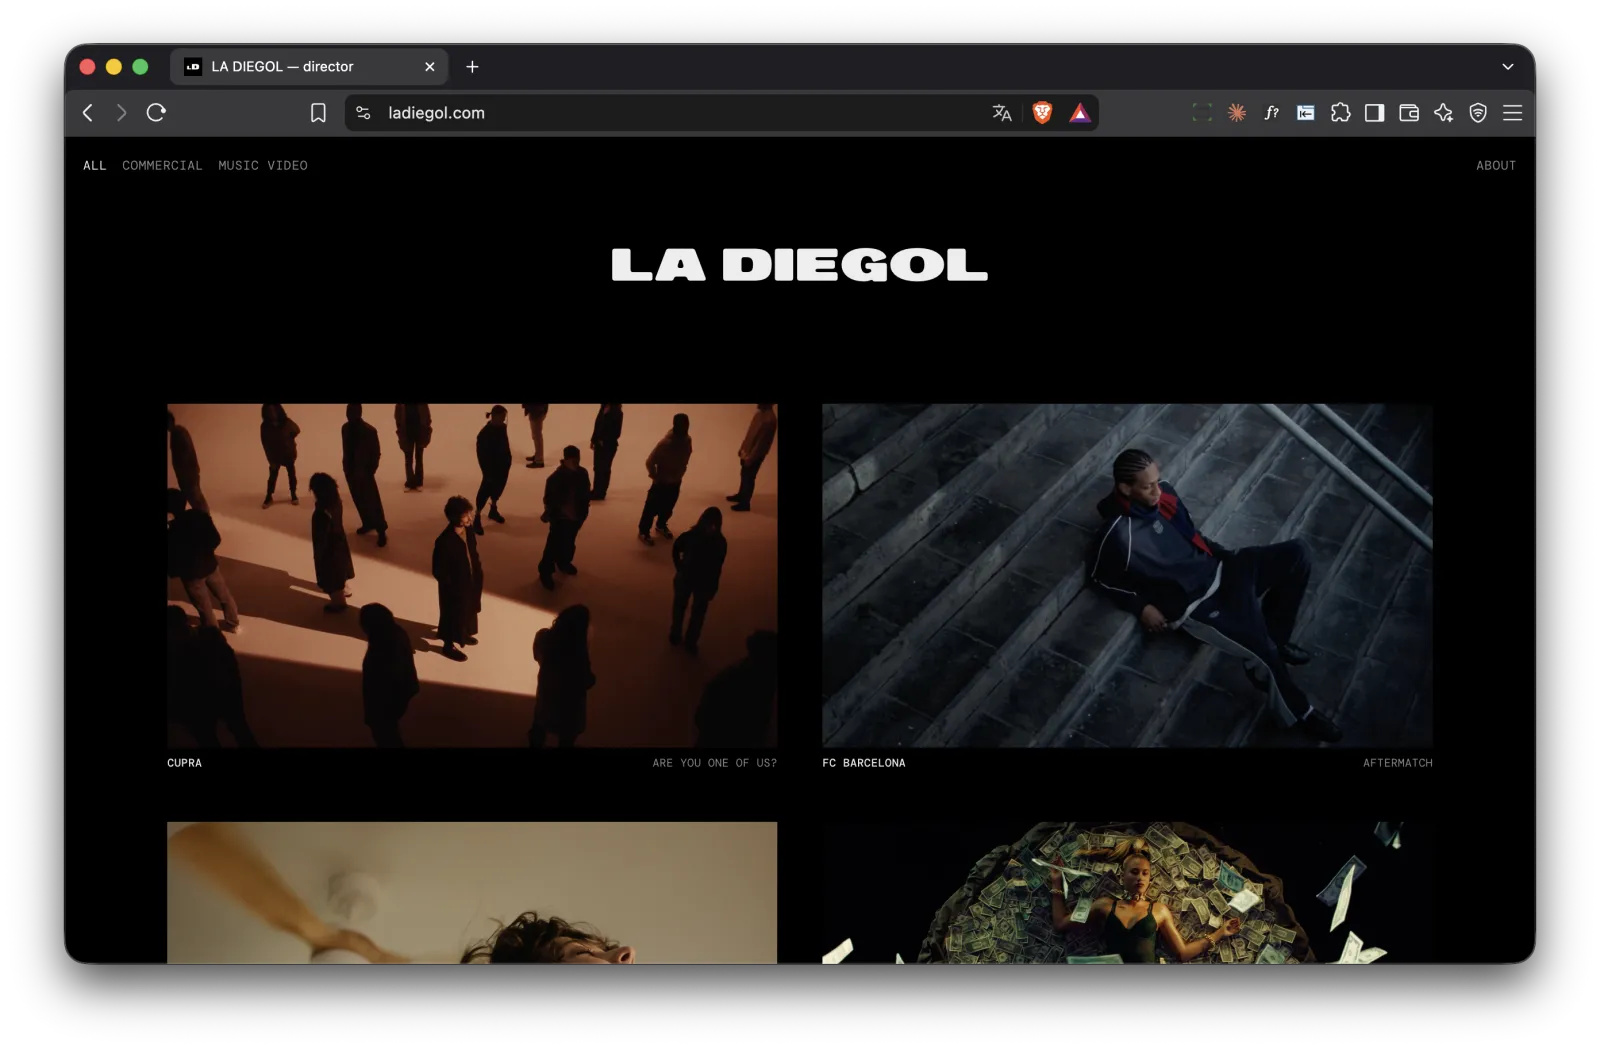 LA DIEGOL — director
ladiegol.com
ALL COMMERCIAL MUSIC VIDEO ABOUT
LA DIEGOL
CUPRA ARE YOU ONE OF US?
FC BARCELONA AFTERMATCH